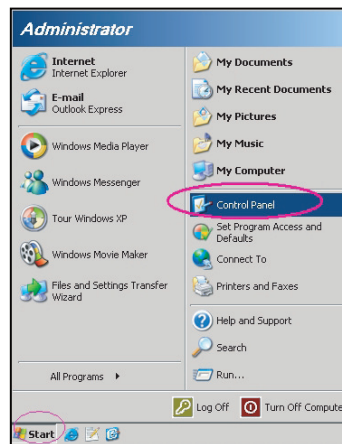 Administrator
Internet
Internet Explorer
E-mail
Outlook Express
Windows Media Player
Windows Messenger
Tour Windows XP
Windows Movie Maker
Files and Settings Transfer
Wizard
All Programs
My Documents
My Recent Documents
My Pictures
My Music
My Computer
Control Panel
Set Program Access and
Defaults
Connect To
Printers and Faxes
Help and Support
Search
Run...
Log Off
Turn Off Compute
Start